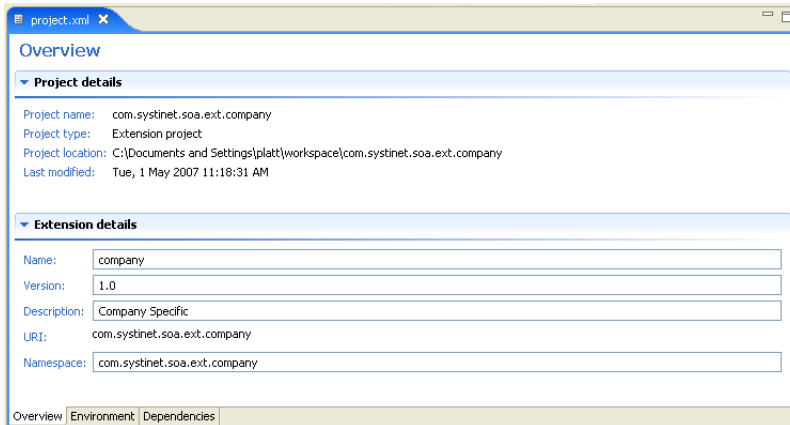 project.xml
Overview
Project details
Project name: com.systinet.soa.ext.company
Project type: Extension project
Project location: C:\Documents and Settings\platt\workspace\com.systinet.soa.ext.company
Last modified: Tue, 1 May 2007 11:18:31 AM
Extension details
Name: company
Version: 1.0
Description: Company Specific
URI: com.systinet.soa.ext.company
Namespace: com.systinet.soa.ext.company
Overview Environment Dependencies